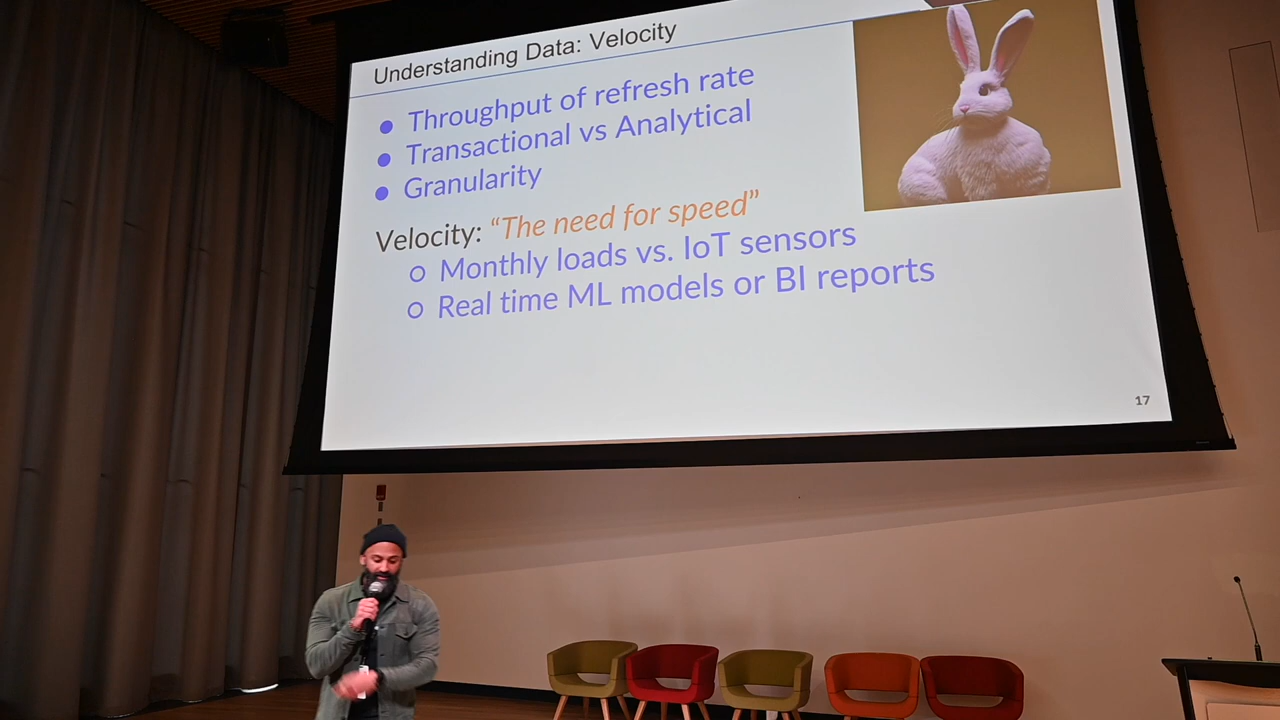 Understanding Data: Velocity
● Throughput of refresh rate
● Transactional vs Analytical
● Granularity
Velocity: “The need for speed”
○ Monthly loads vs. IoT sensors
○ Real time ML models or BI reports
17